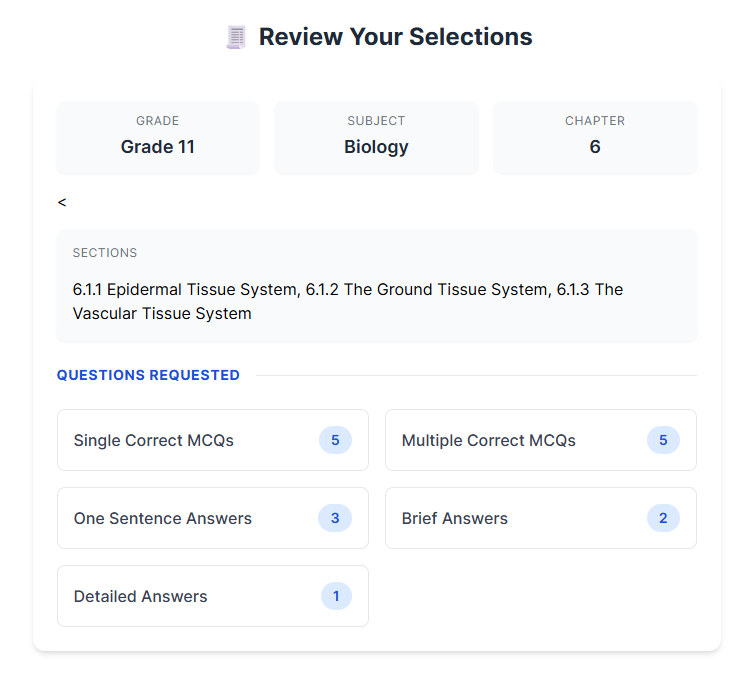 Review Your Selections
GRADE
Grade 11
SUBJECT
Biology
CHAPTER
6
<
SECTIONS
6.1.1 Epidermal Tissue System, 6.1.2 The Ground Tissue System, 6.1.3 The
Vascular Tissue System
QUESTIONS REQUESTED
Single Correct MCQs 5
Multiple Correct MCQs 5
One Sentence Answers 3
Brief Answers 2
Detailed Answers 1